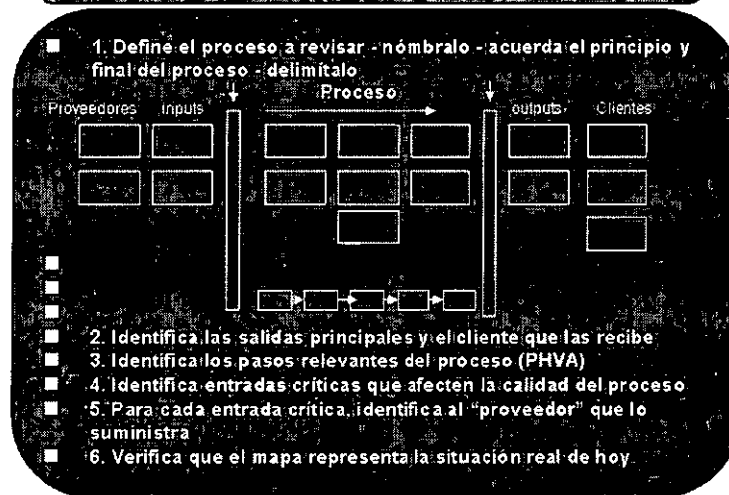 1. Define el proceso a revisar - nómbralo - acuerda el principio y
final del proceso - delimítalo
Proceso
Proveedores inputs outputs Clientes
2. Identifica las salidas principales y el cliente que las recibe
3. Identifica los pasos relevantes del proceso (PHVA)
4. Identifica entradas críticas que afecten la calidad del proceso
5. Para cada entrada crítica, identifica al "proveedor" que lo
suministra
6. Verifica que el mapa representa la situación real de hoy